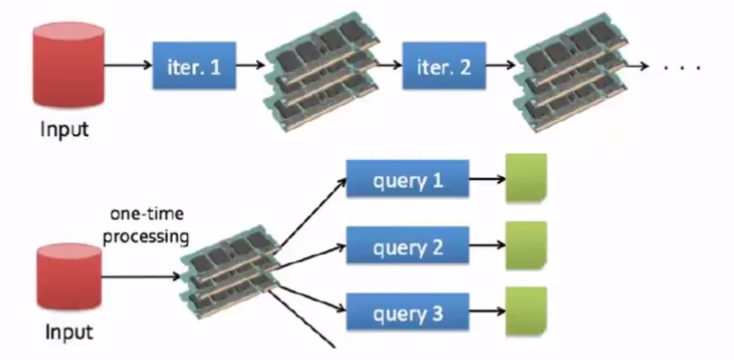 iter. 1
iter. 2
. . .
Input
query 1
one-time
processing
query 2
query 3
Input